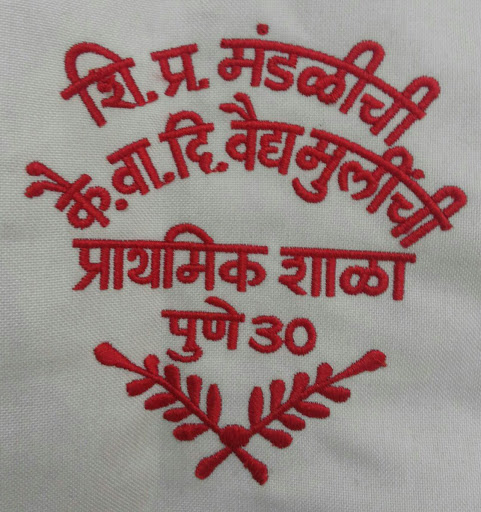 शि. प्र. मंडळीची
कै. वा. दि. वैद्य मुलींची
प्राथमिक शाळा
पुणे ३०